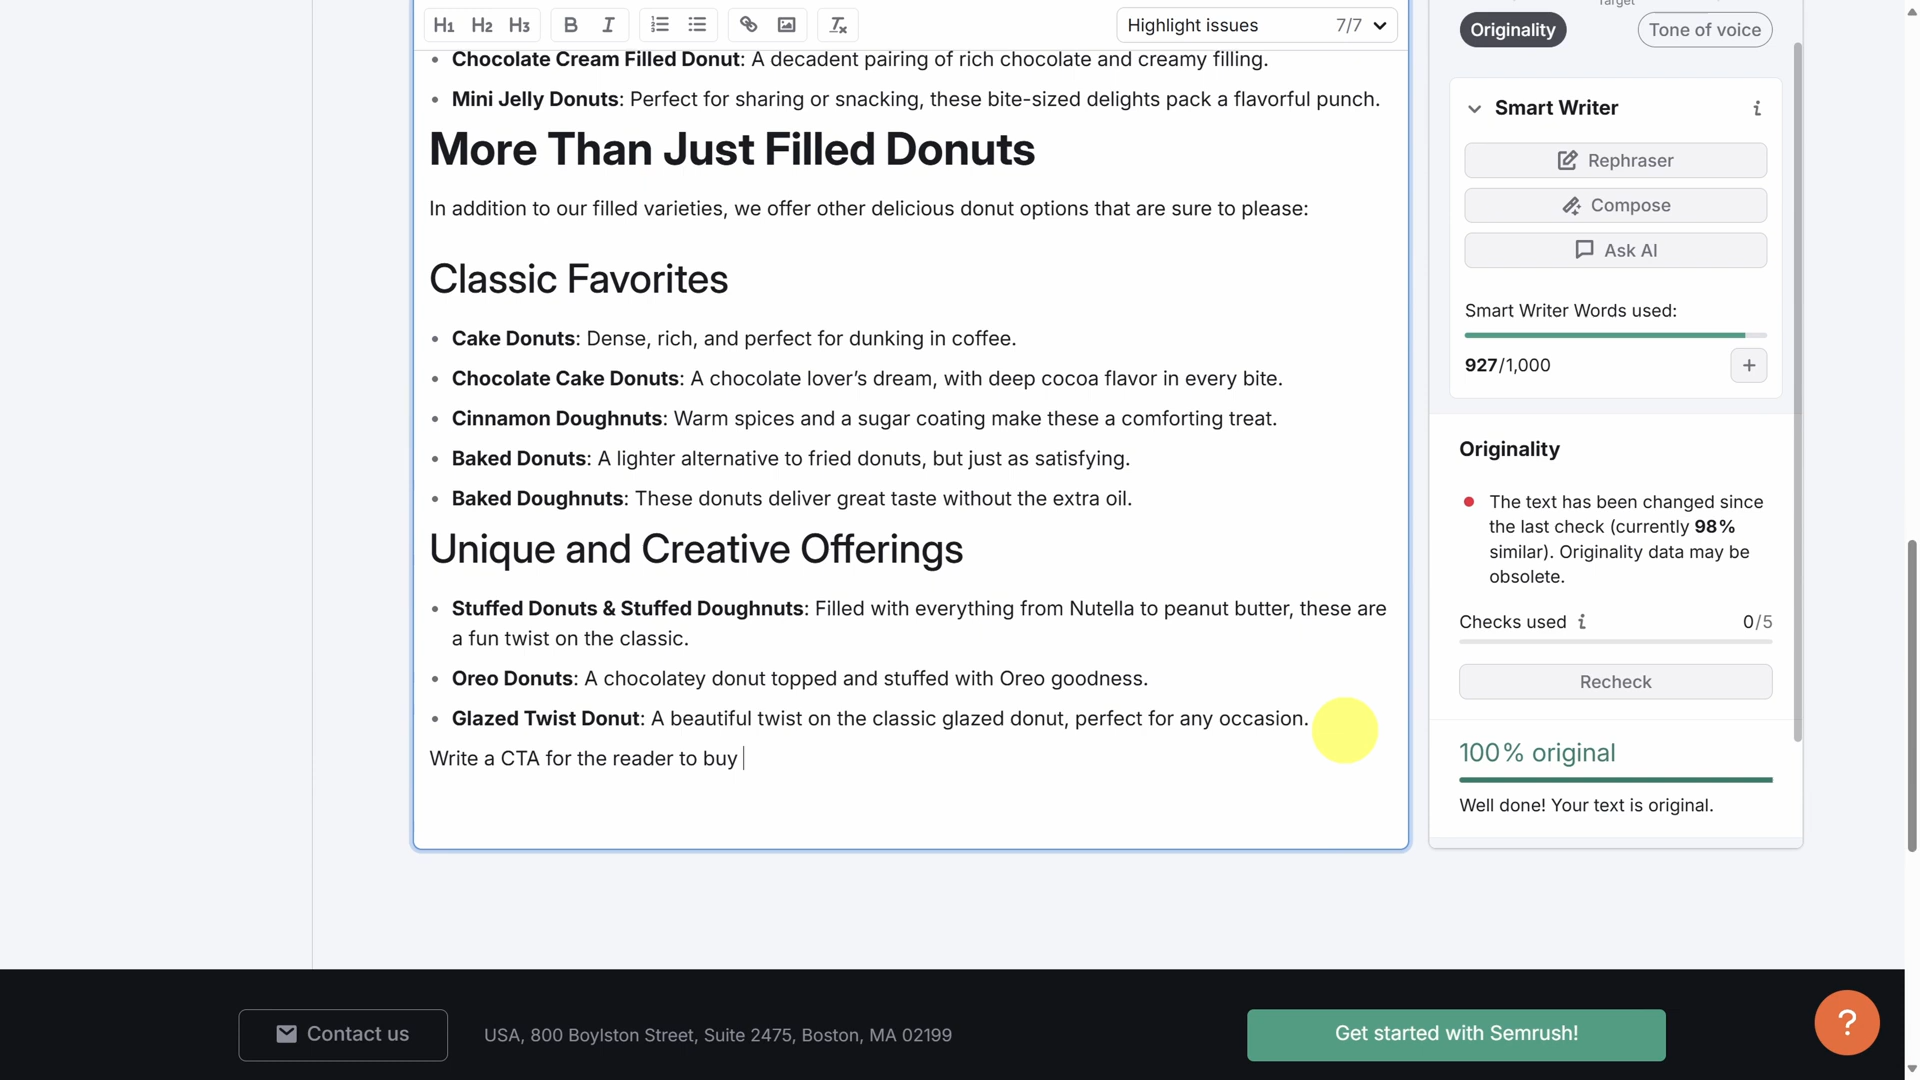 Target
H1 H2 H3 B I
Highlight issues 7/7
Originality
Tone of voice
• Chocolate Cream Filled Donut: A decadent pairing of rich chocolate and creamy filling.
• Mini Jelly Donuts: Perfect for sharing or snacking, these bite-sized delights pack a flavorful punch.
More Than Just Filled Donuts
In addition to our filled varieties, we offer other delicious donut options that are sure to please:
Classic Favorites
• Cake Donuts: Dense, rich, and perfect for dunking in coffee.
• Chocolate Cake Donuts: A chocolate lover’s dream, with deep cocoa flavor in every bite.
• Cinnamon Doughnuts: Warm spices and a sugar coating make these a comforting treat.
• Baked Donuts: A lighter alternative to fried donuts, but just as satisfying.
• Baked Doughnuts: These donuts deliver great taste without the extra oil.
Unique and Creative Offerings
• Stuffed Donuts & Stuffed Doughnuts: Filled with everything from Nutella to peanut butter, these are
a fun twist on the classic.
• Oreo Donuts: A chocolatey donut topped and stuffed with Oreo goodness.
• Glazed Twist Donut: A beautiful twist on the classic glazed donut, perfect for any occasion.
Write a CTA for the reader to buy
Smart Writer i
Rephraser
Compose
Ask AI
Smart Writer Words used:
927/1,000 +
Originality
• The text has been changed since
the last check (currently 98%
similar). Originality data may be
obsolete.
Checks used i 0/5
Recheck
100% original
Well done! Your text is original.
Contact us
USA, 800 Boylston Street, Suite 2475, Boston, MA 02199
Get started with Semrush!
?